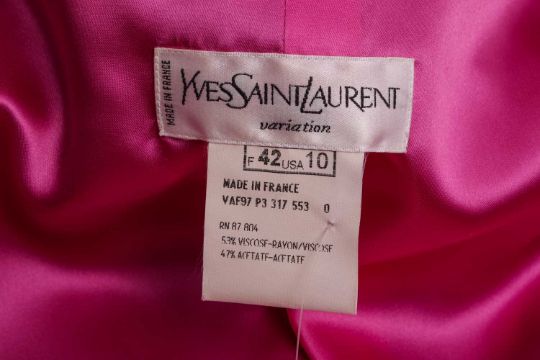 MADE IN FRANCE
YVES SAINT LAURENT
variation
F 42 USA 10
MADE IN FRANCE
VAF97 P3 317 553 0
RN 87 804
53% VISCOSE-RAYON/VISCOSE
47% ACETATE-ACETATE